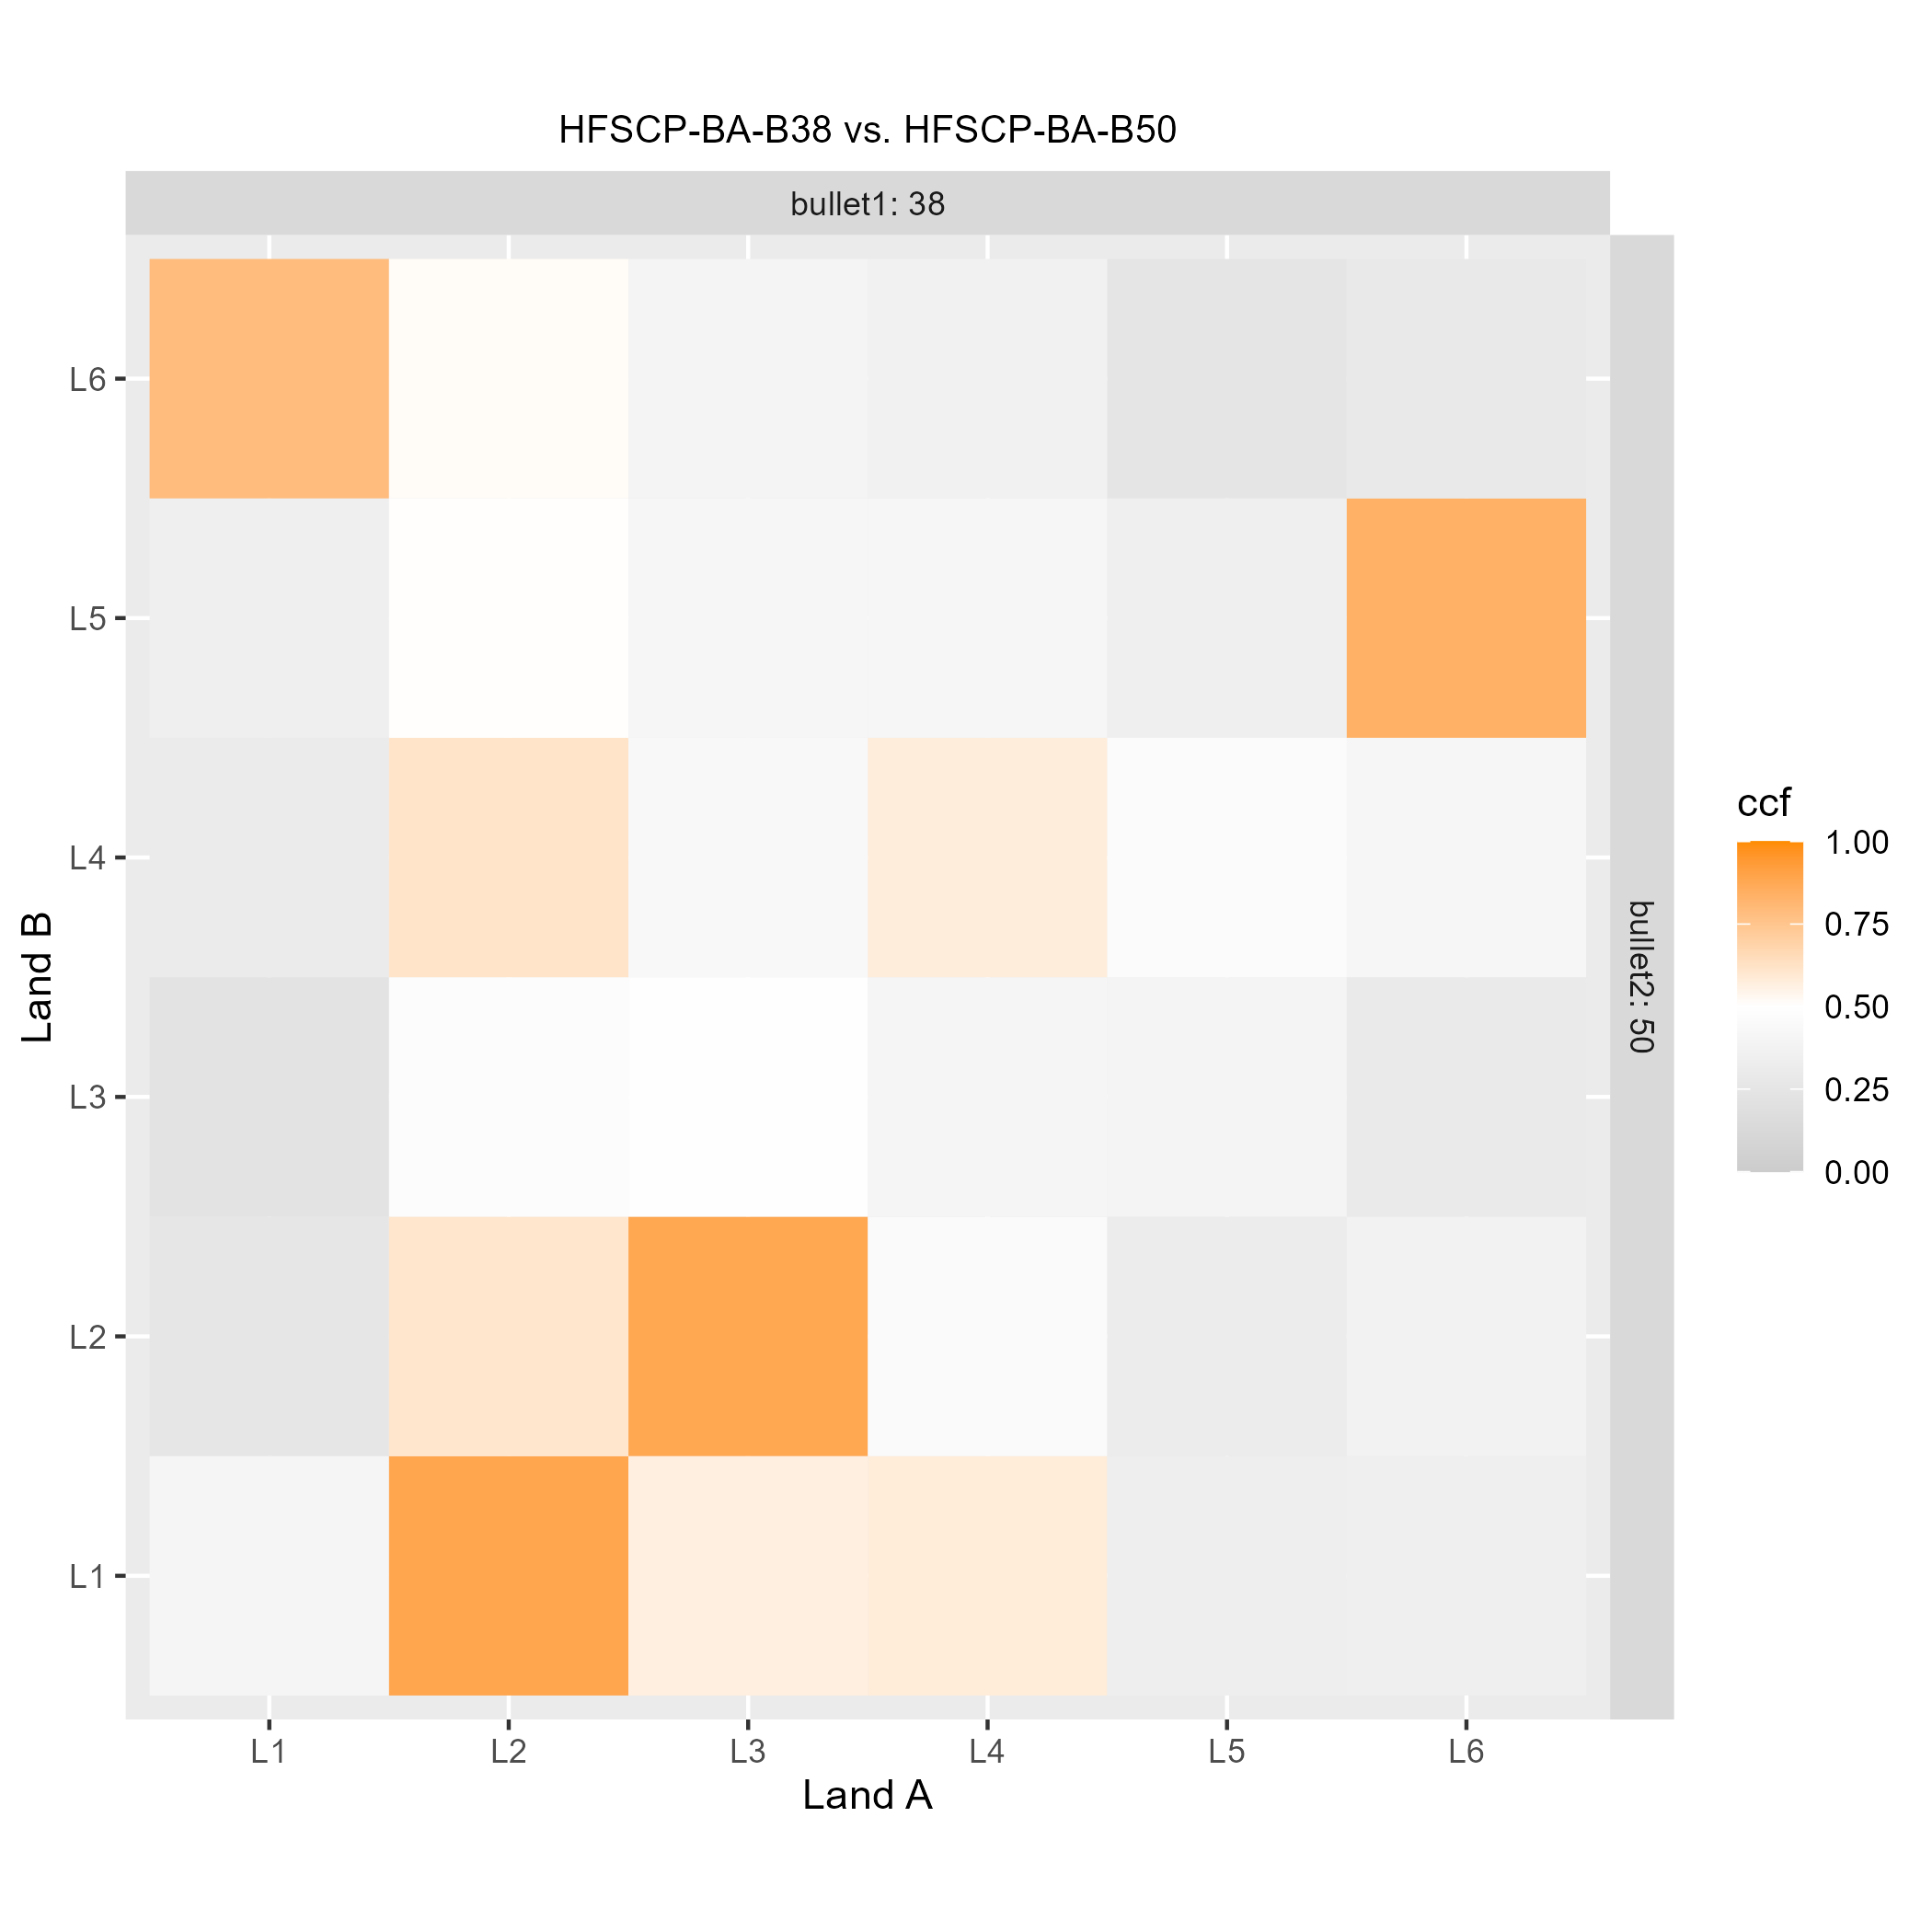 HFSCP-BA-B38 vs. HFSCP-BA-B50
bullet1: 38
L6
L5
L4
L3
L2
L1
Land B
L1 L2 L3 L4 L5 L6
Land A
bullet2: 50
ccf
1.00
0.75
0.50
0.25
0.00